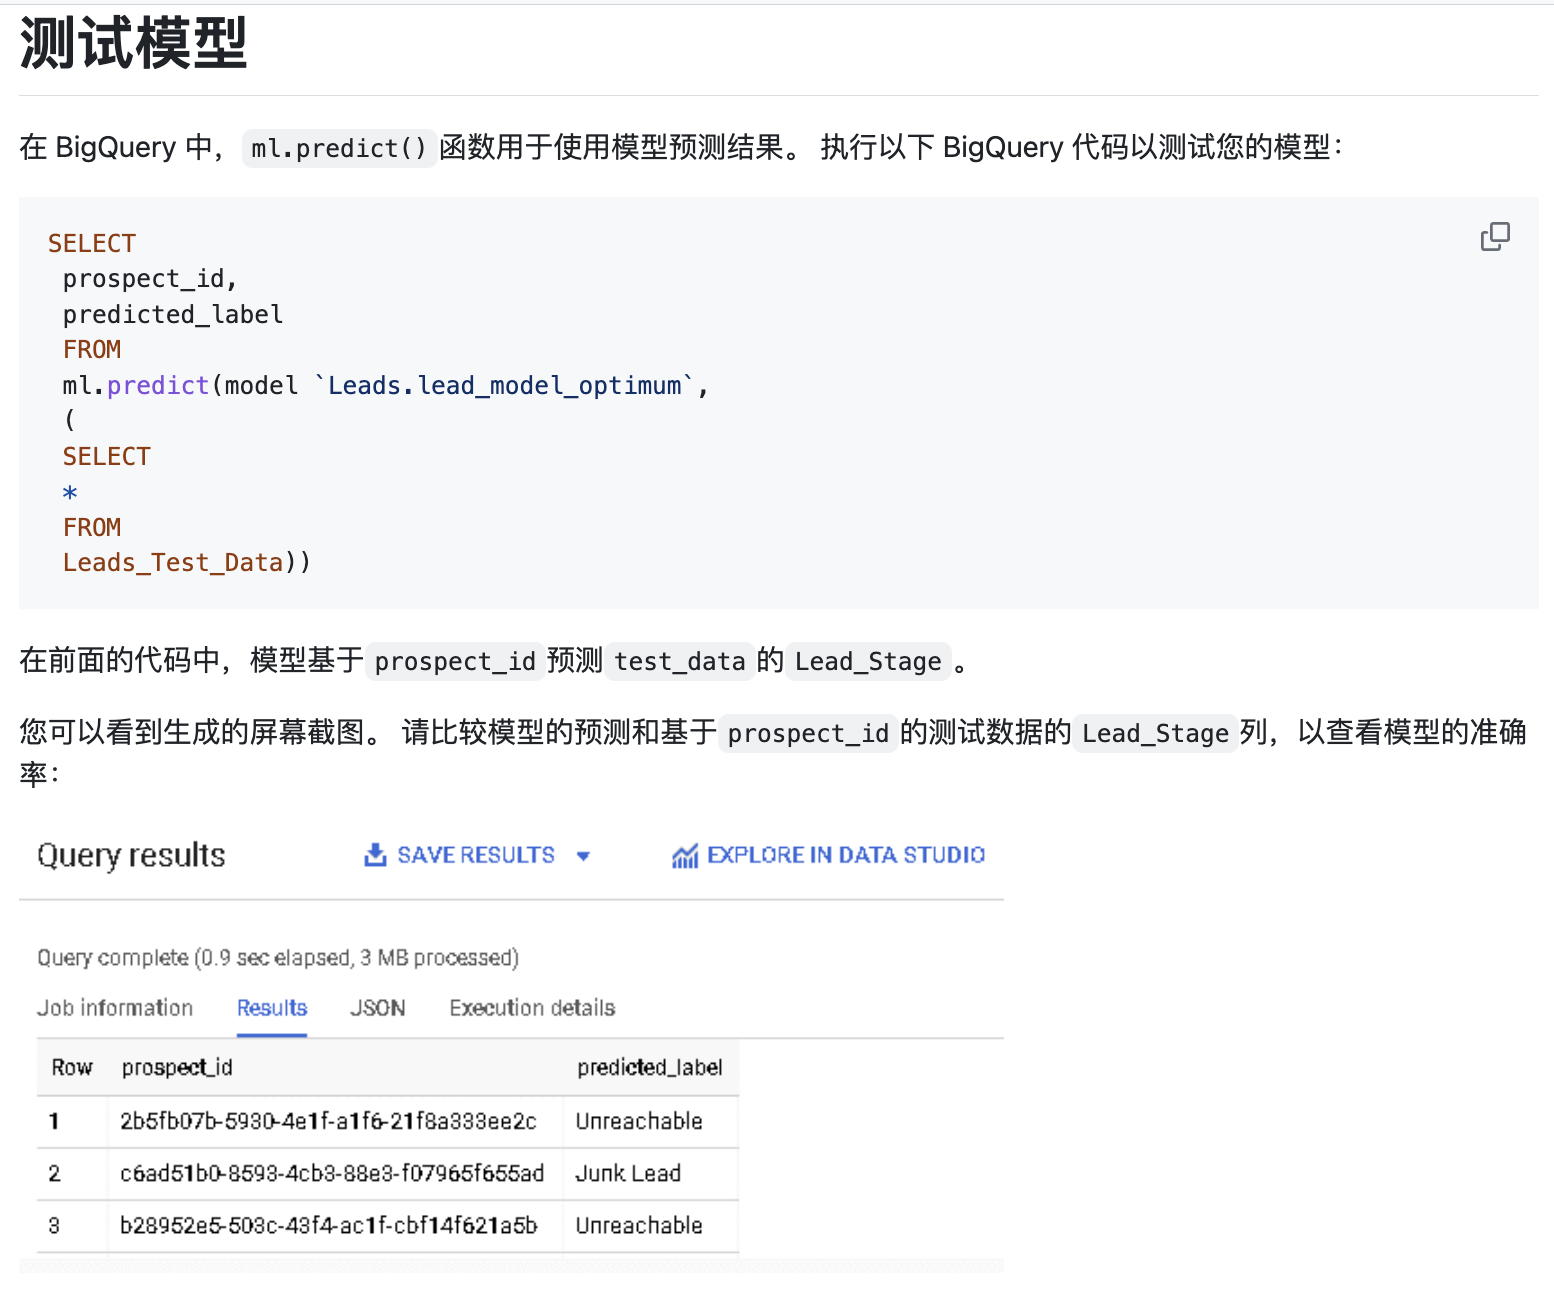 测试模型
在 BigQuery 中， ml.predict() 函数用于使用模型预测结果。 执行以下 BigQuery 代码以测试您的模型：
SELECT
prospect_id,
predicted_label
FROM
ml.predict(model `Leads.lead_model_optimum`,
(
SELECT
*
FROM
Leads_Test_Data))
在前面的代码中，模型基于 prospect_id 预测 test_data 的 Lead_Stage 。
您可以看到生成的屏幕截图。 请比较模型的预测和基于 prospect_id 的测试数据的 Lead_Stage 列，以查看模型的准确
率：
Query results SAVE RESULTS EXPLORE IN DATA STUDIO
Query complete (0.9 sec elapsed, 3 MB processed)
Job information Results JSON Execution details
Row prospect_id predicted_label
1 2b5fb07b-5930-4e1f-a1f6-21f8a333ee2c Unreachable
2 c6ad51b0-8593-4cb3-88e3-f07965f655ad Junk Lead
3 b28952e5-503c-43f4-ac1f-cbf14f621a5b Unreachable